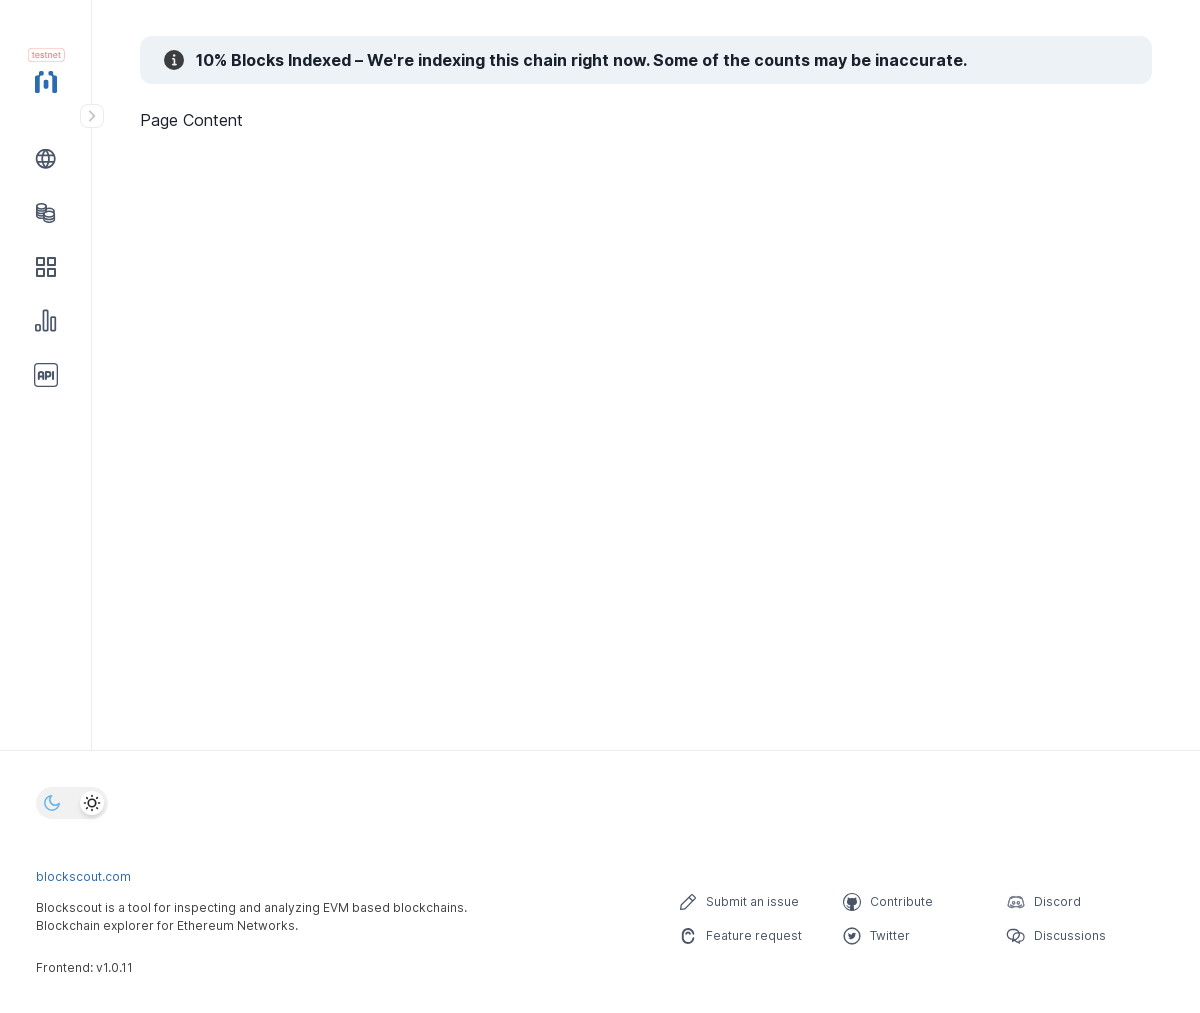 testnet
10% Blocks Indexed – We're indexing this chain right now. Some of the counts may be inaccurate.
Page Content
API
blockscout.com
Blockscout is a tool for inspecting and analyzing EVM based blockchains.
Blockchain explorer for Ethereum Networks.
Frontend: v1.0.11
Submit an issue
Contribute
Discord
Feature request
Twitter
Discussions